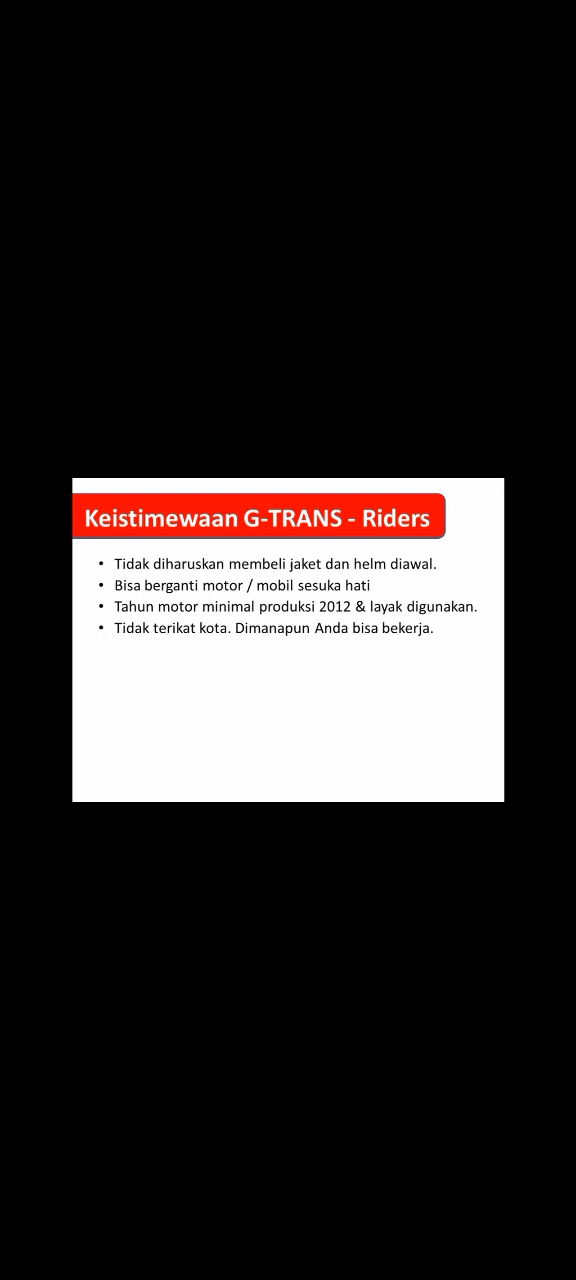 Keistimewaan G-TRANS - Riders
• Tidak diharuskan membeli jaket dan helm diawal.
• Bisa berganti motor / mobil sesuka hati
• Tahun motor minimal produksi 2012 & layak digunakan.
• Tidak terikat kota. Dimanapun Anda bisa bekerja.